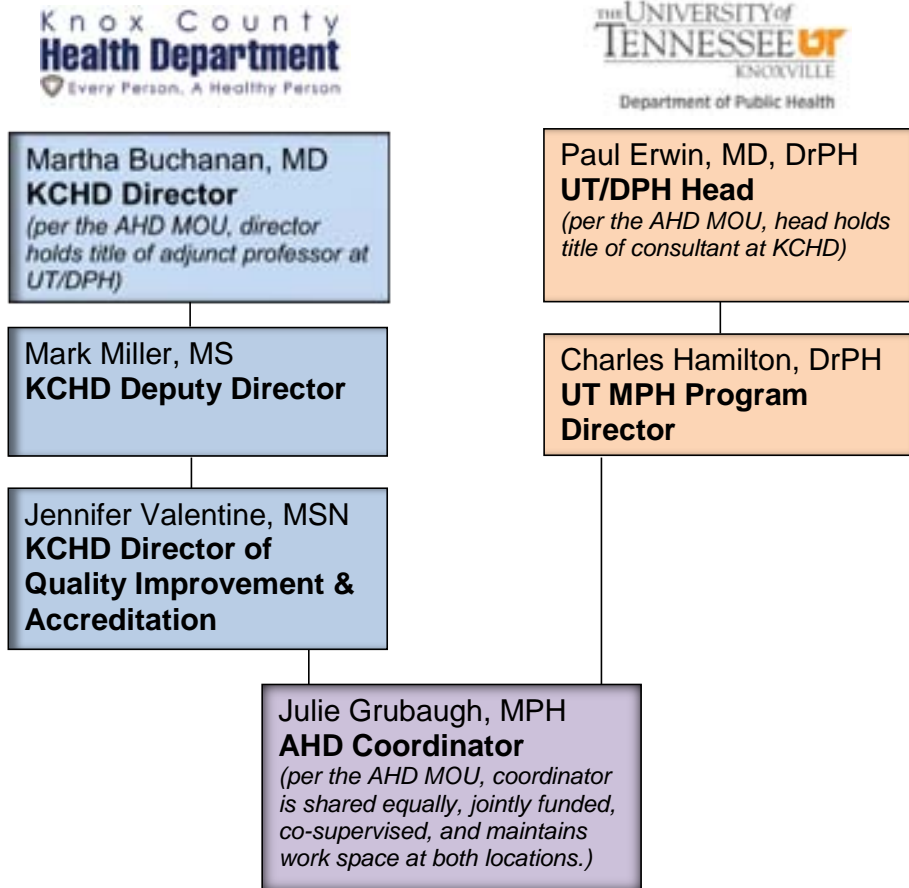 Knox County
Health Department
Every Person, A Healthy Person
THE UNIVERSITY of
TENNESSEE UT
KNOXVILLE
Department of Public Health
Martha Buchanan, MD
KCHD Director
(per the AHD MOU, director
holds title of adjunct professor at
UT/DPH)
Paul Erwin, MD, DrPH
UT/DPH Head
(per the AHD MOU, head holds
title of consultant at KCHD)
Mark Miller, MS
KCHD Deputy Director
Charles Hamilton, DrPH
UT MPH Program
Director
Jennifer Valentine, MSN
KCHD Director of
Quality Improvement &
Accreditation
Julie Grubaugh, MPH
AHD Coordinator
(per the AHD MOU, coordinator
is shared equally, jointly funded,
co-supervised, and maintains
work space at both locations.)